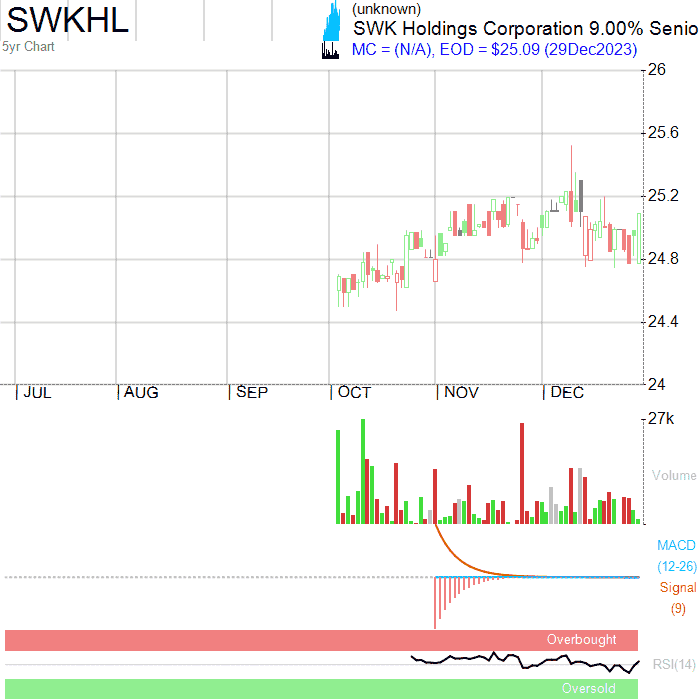 SWKHL
5yr Chart
(unknown)
SWK Holdings Corporation 9.00% Senio
MC = (N/A), EOD = $25.09 (29Dec2023)
26
25.6
25.2
24.8
24.4
24
JUL AUG SEP OCT NOV DEC
27k
Volume
MACD
(12-26)
Signal
(9)
Overbought
RSI(14)
Oversold